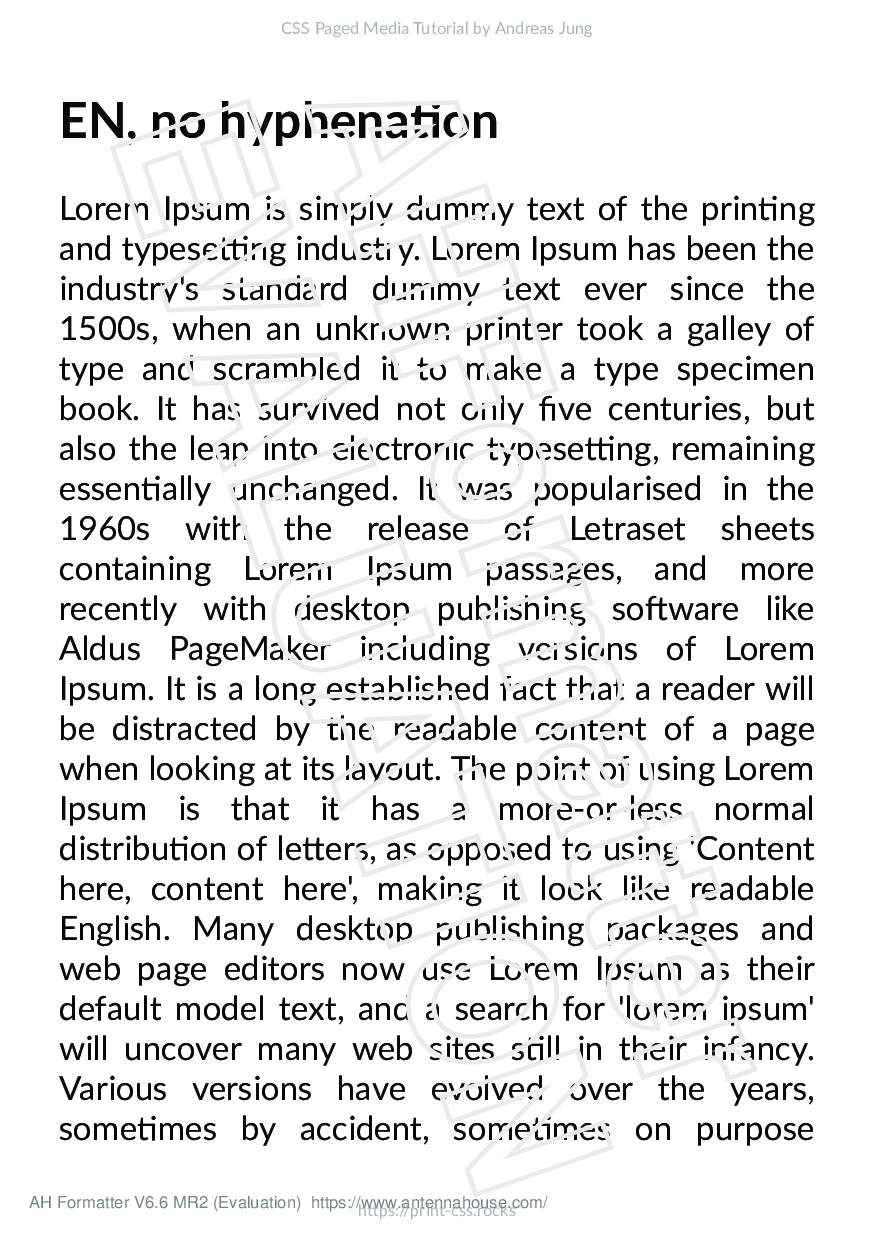 CSS Paged Media Tutorial by Andreas Jung
EN, no hyphenation
Lorem Ipsum is simply dummy text of the printing
and typesetting industry. Lorem Ipsum has been the
industry's standard dummy text ever since the
1500s, when an unknown printer took a galley of
type and scrambled it to make a type specimen
book. It has survived not only five centuries, but
also the leap into electronic typesetting, remaining
essentially unchanged. It was popularised in the
1960s with the release of Letraset sheets
containing Lorem Ipsum passages, and more
recently with desktop publishing software like
Aldus PageMaker including versions of Lorem
Ipsum. It is a long established fact that a reader will
be distracted by the readable content of a page
when looking at its layout. The point of using Lorem
Ipsum is that it has a more-or-less normal
distribution of letters, as opposed to using 'Content
here, content here', making it look like readable
English. Many desktop publishing packages and
web page editors now use Lorem Ipsum as their
default model text, and a search for 'lorem ipsum'
will uncover many web sites still in their infancy.
Various versions have evolved over the years,
sometimes by accident, sometimes on purpose
AH Formatter V6.6 MR2 (Evaluation) https://www.antennahouse.com/
https://print-css.rocks
AH Formatter
EVALUATION